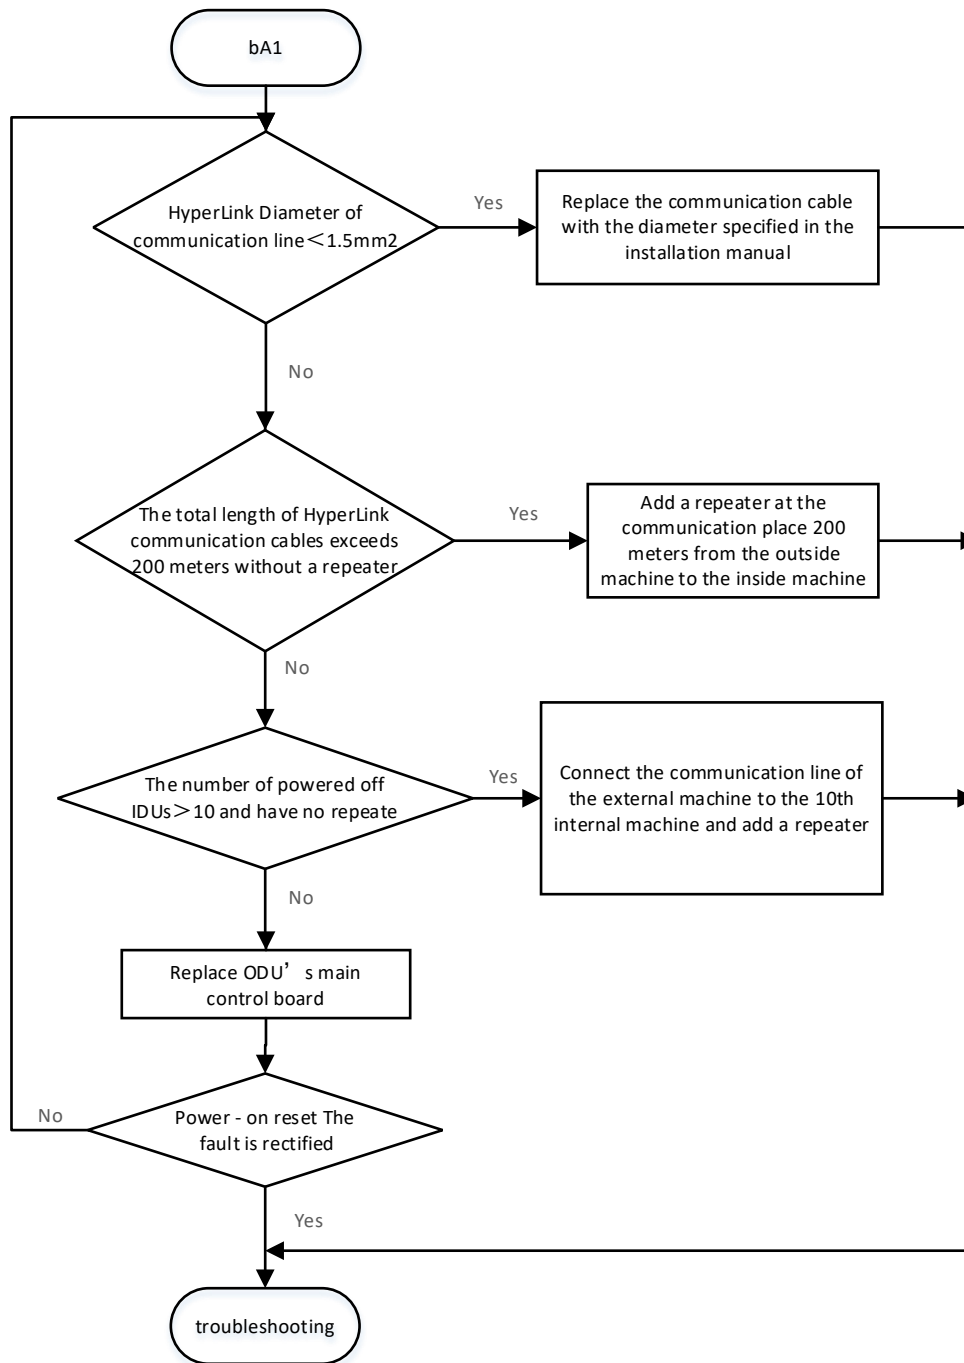 bA1
HyperLink Diameter of
communication line＜1.5mm2
Yes
Replace the communication cable
with the diameter specified in the
installation manual
No
The total length of HyperLink
communication cables exceeds
200 meters without a repeater
Yes
Add a repeater at the
communication place 200
meters from the outside
machine to the inside machine
No
The number of powered off
IDUs＞10 and have no repeate
Yes
Connect the communication line of
the external machine to the 10th
internal machine and add a repeater
No
Replace ODU’s main
control board
Power - on reset The
fault is rectified
No
Yes
troubleshooting